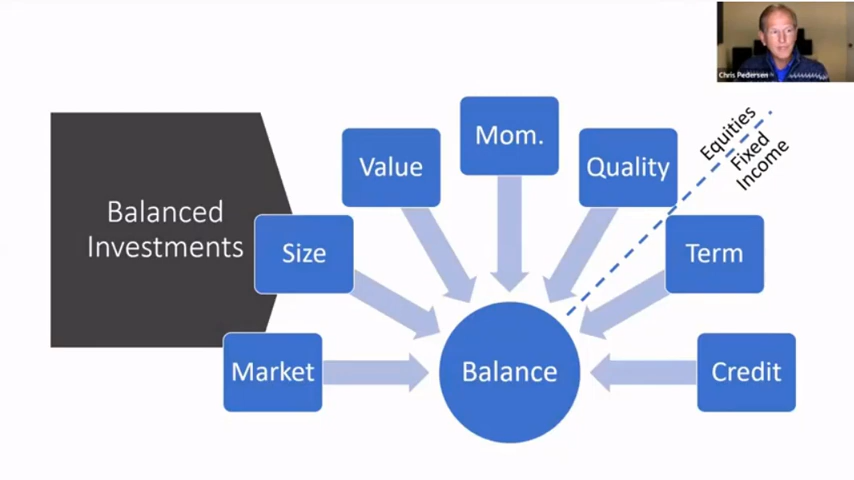 Chris Pedersen
Equities
Fixed
Income
Mom.
Value
Quality
Balanced
Investments
Size
Term
Market
Balance
Credit